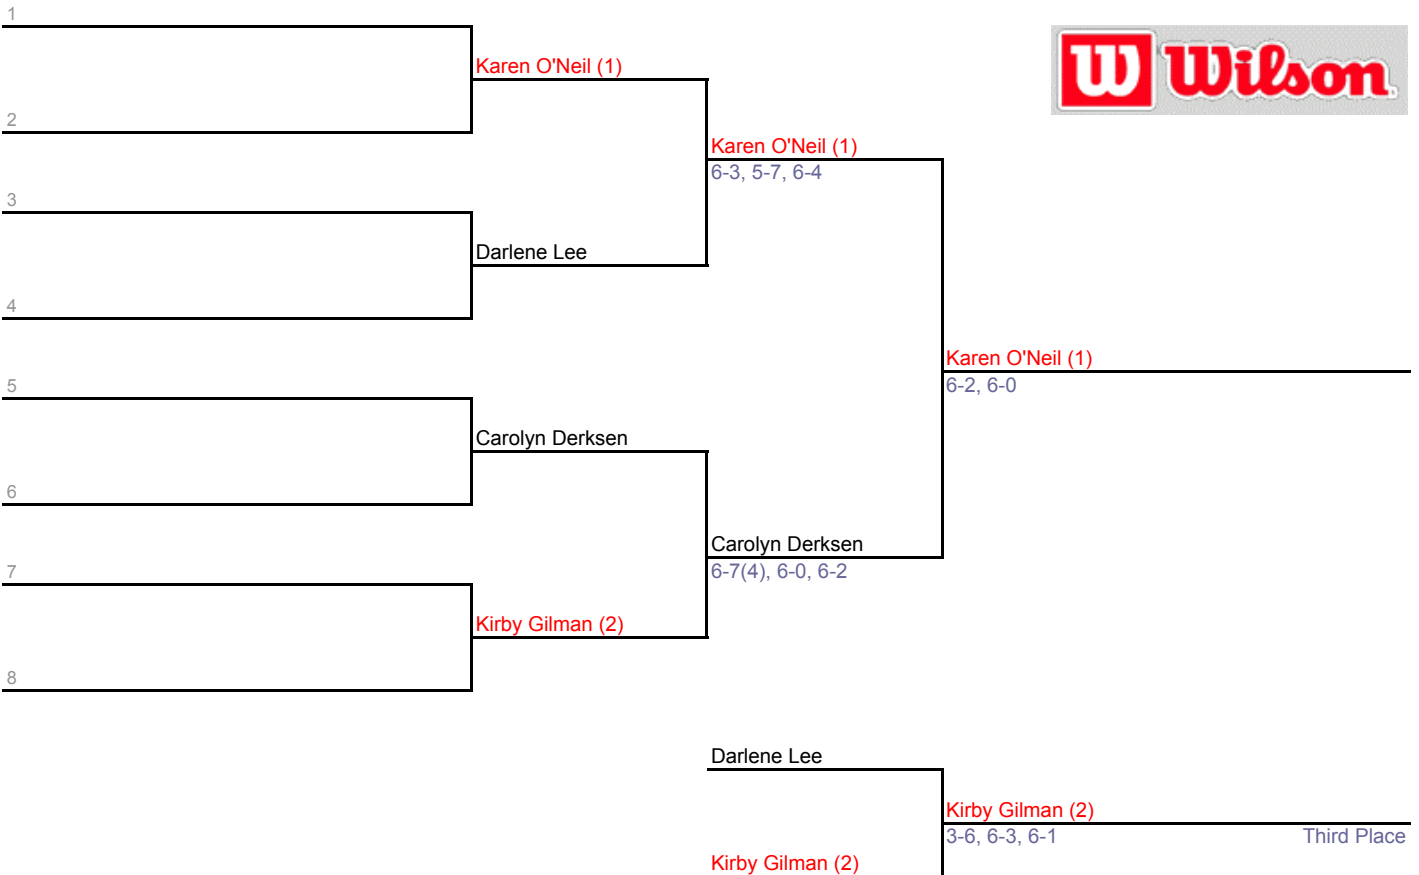 1
Karen O'Neil (1)
2
Karen O'Neil (1)
6-3, 5-7, 6-4
3
Darlene Lee
4
Karen O'Neil (1)
6-2, 6-0
5
Carolyn Derksen
6
Carolyn Derksen
6-7(4), 6-0, 6-2
7
Kirby Gilman (2)
8
Darlene Lee
Kirby Gilman (2)
3-6, 6-3, 6-1 Third Place
Kirby Gilman (2)
W Wilson